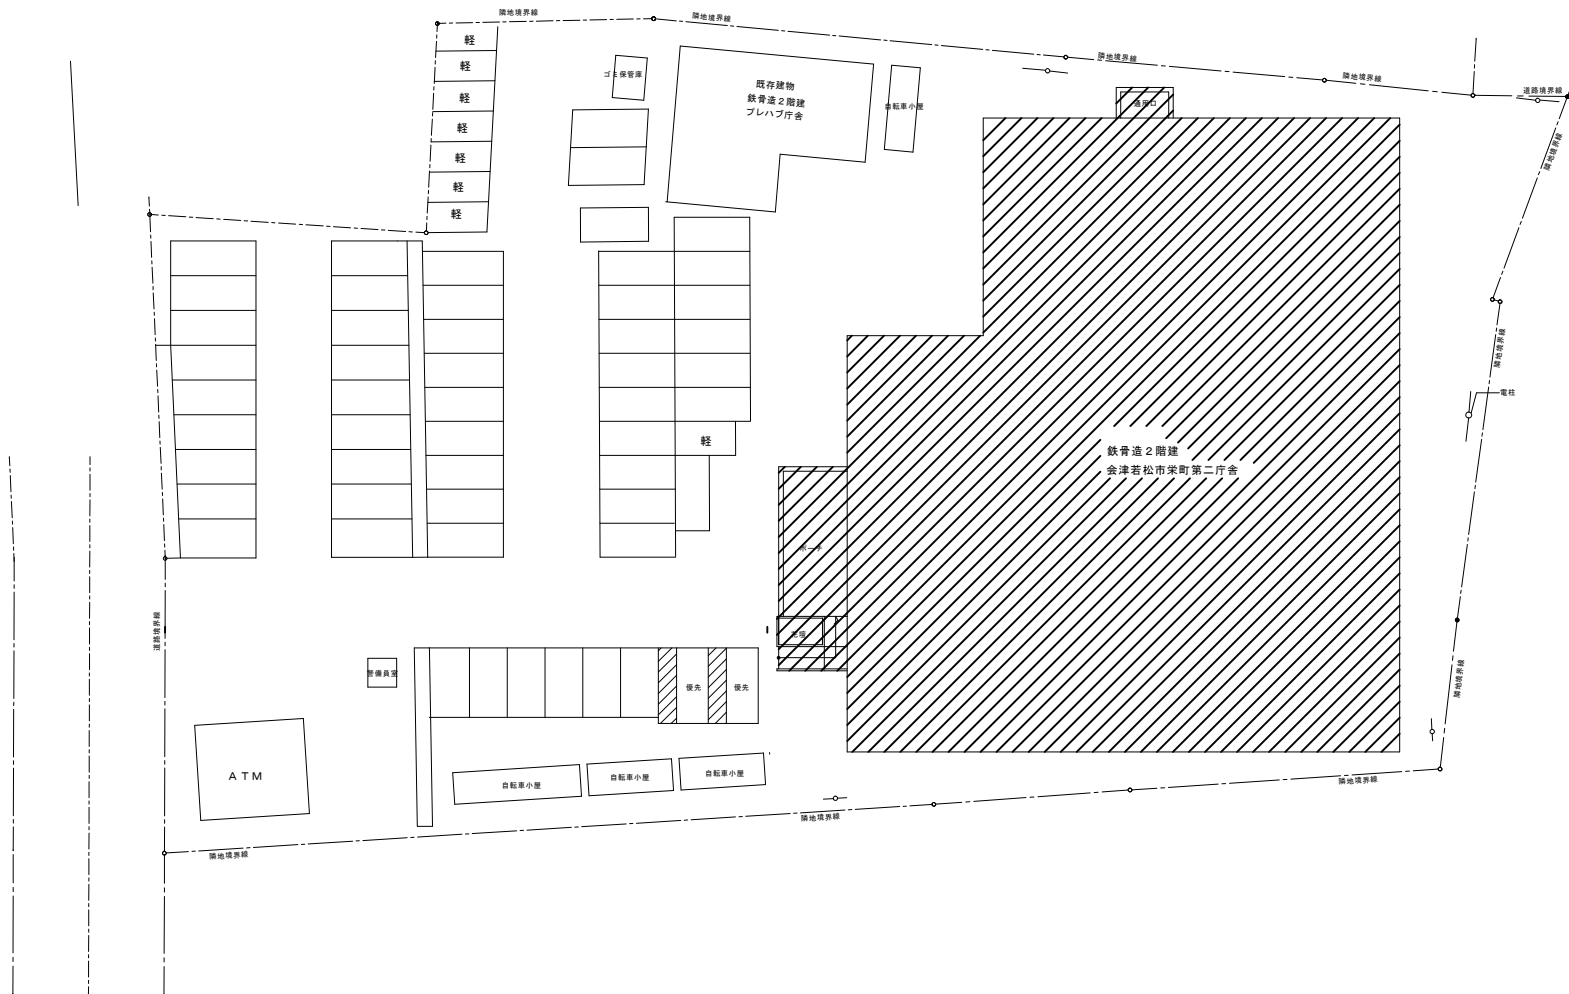 隣地境界線
隣地境界線
隣地境界線
隣地境界線
道路境界線
隣地境界線
軽
軽
軽
軽
軽
軽
軽
ゴミ保管庫
既存建物
鉄骨造2階建
プレハブ庁舎
自転車小屋
通用口
隣地境界線
電柱
軽
鉄骨造2階建
会津若松市栄町第二庁舎
ポーチ
花壇
道路境界線
警備員室
優先
優先
隣地境界線
ATM
自転車小屋
自転車小屋
自転車小屋
隣地境界線
隣地境界線
隣地境界線